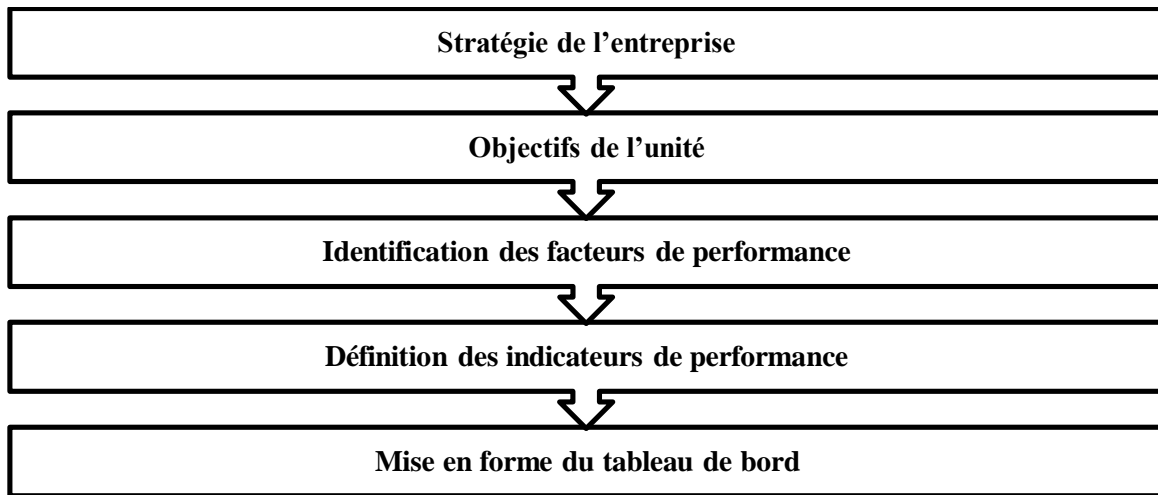 Stratégie de l’entreprise
Objectifs de l’unité
Identification des facteurs de performance
Définition des indicateurs de performance
Mise en forme du tableau de bord